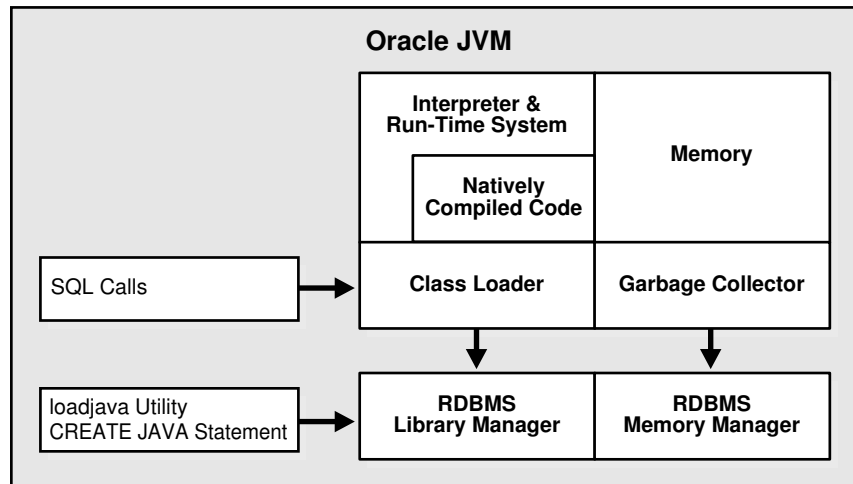 Oracle JVM
Interpreter &
Run-Time System
Memory
Natively
Compiled Code
SQL Calls
Class Loader
Garbage Collector
loadjava Utility
CREATE JAVA Statement
RDBMS
Library Manager
RDBMS
Memory Manager